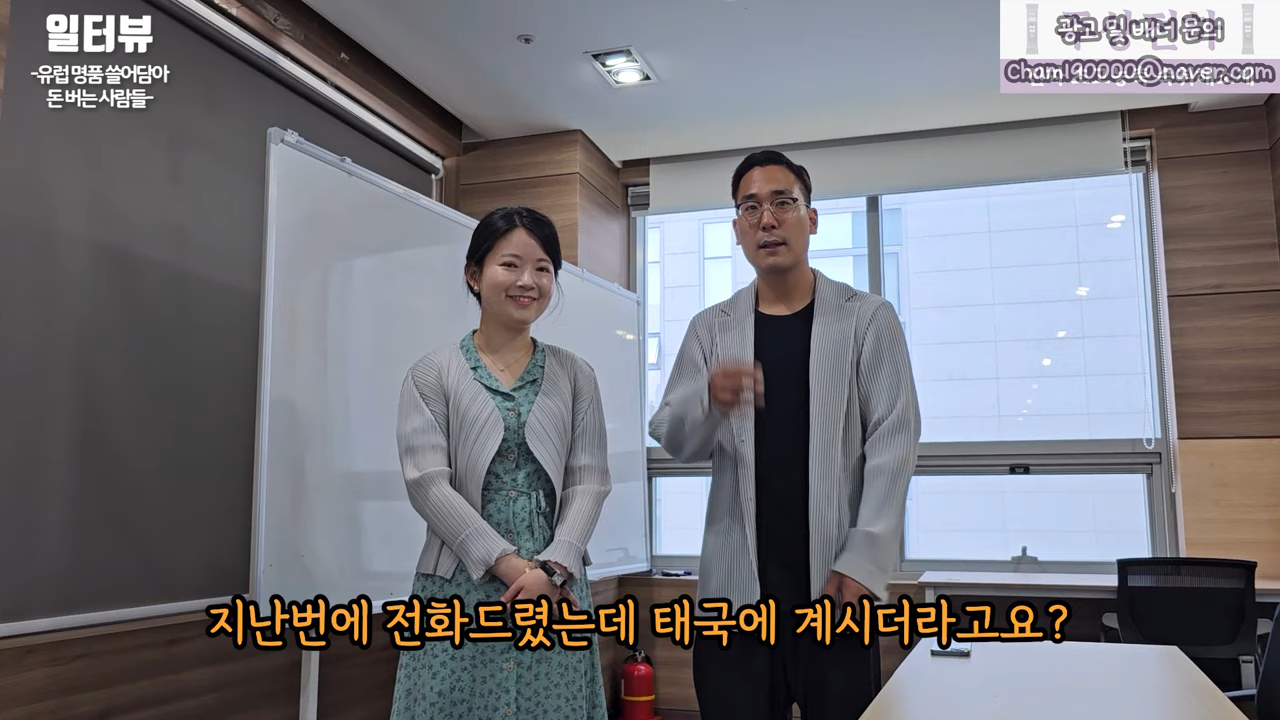 일터뷰
-유럽 명품 쓸어담아
돈 버는 사람들-
광고 및 배너 문의
Cham190000@naver.com
지난번에 전화드렸는데 태국에 계시더라고요?